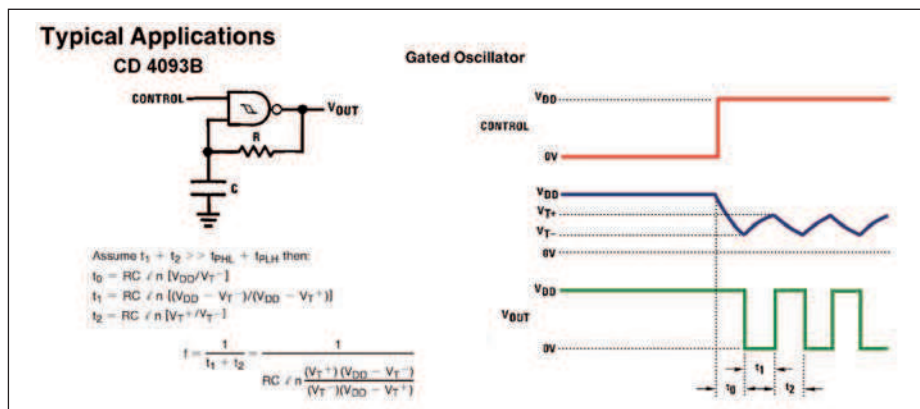 Typical Applications
CD 4093B
CONTROL
VOUT
R
C
Assume t1 + t2 >> tPHL + tPLH then:
t0 = RC ℓn [VDD/VT−]
t1 = RC ℓn [(VDD − VT−)/(VDD − VT+)]
t2 = RC ℓn [VT+/VT−]
f = 1 / (t1 + t2) = 1 / (RC ℓn (VT+)(VDD − VT−) / (VT−)(VDD − VT+))
Gated Oscillator
VDD
CONTROL
0V
VDD
VT+
VT−
0V
VDD
VOUT
0V
t0
t1
t2